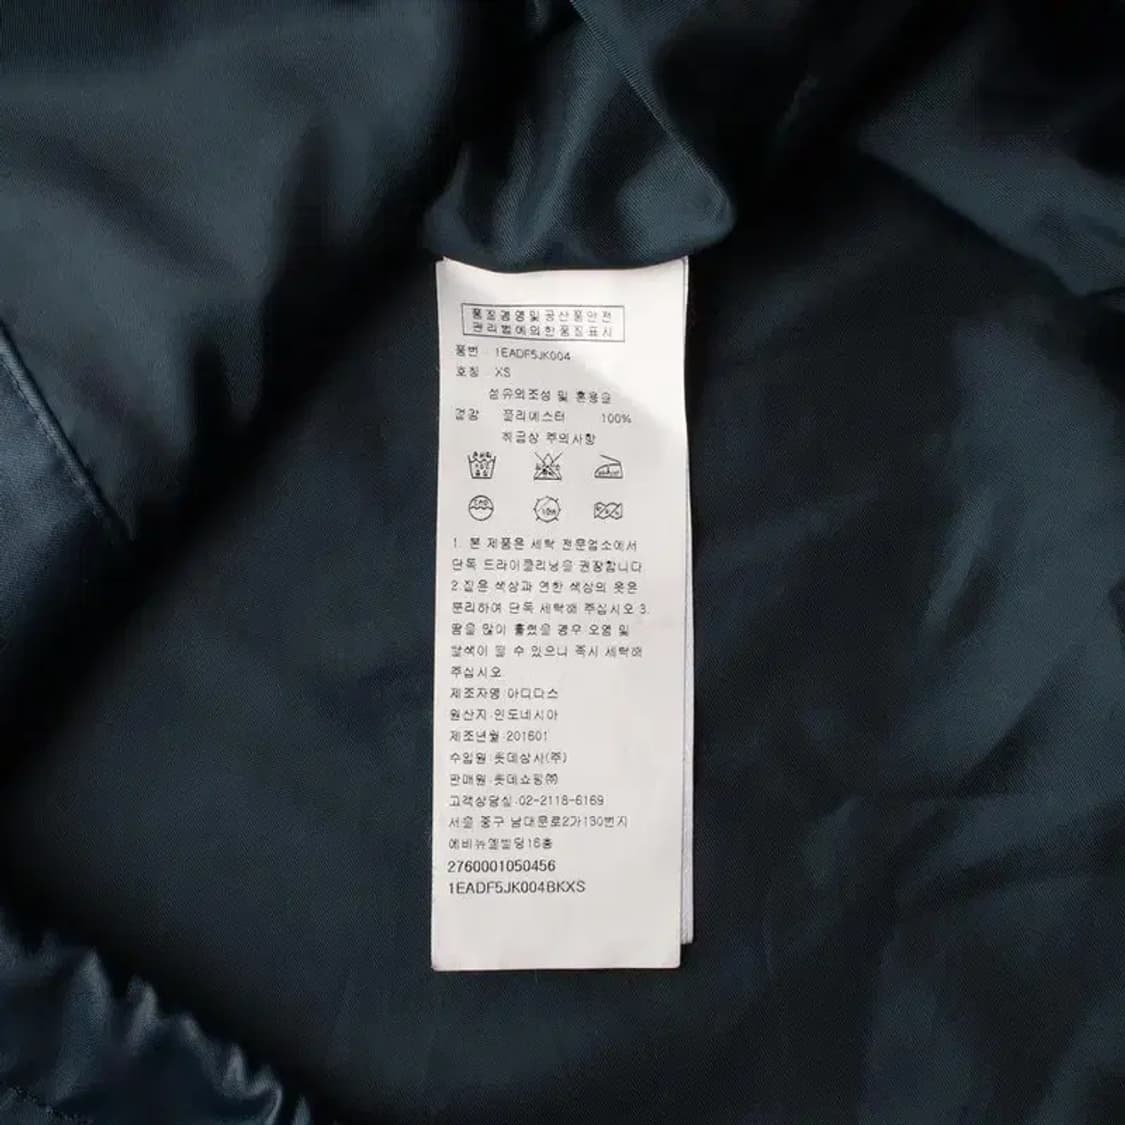 품질경영및공산품안전
관리법에의한품질표시
품번 : 1EADF5JK004
호칭 : XS
섬유의조성 및 혼용율
겉감 폴리에스터 100%
취급상 주의사항
1. 본 제품은 세탁 전문업소에서
단독 드라이클리닝을 권장합니다
2.짙은 색상과 연한 색상의 옷은
분리하여 단독 세탁해 주십시오 3.
땀을 많이 흘렸을 경우 오염 및
탈색이 될 수 있으니 즉시 세탁해
주십시오
제조자명:아디다스
원산지:인도네시아
제조년월:201601
수입원:롯데상사(주)
판매원:롯데쇼핑㈜
고객상담실:02-2118-6169
서울 중구 남대문로2가130번지
에비뉴엘빌딩16층
2760001050456
1EADF5JK004BKXS